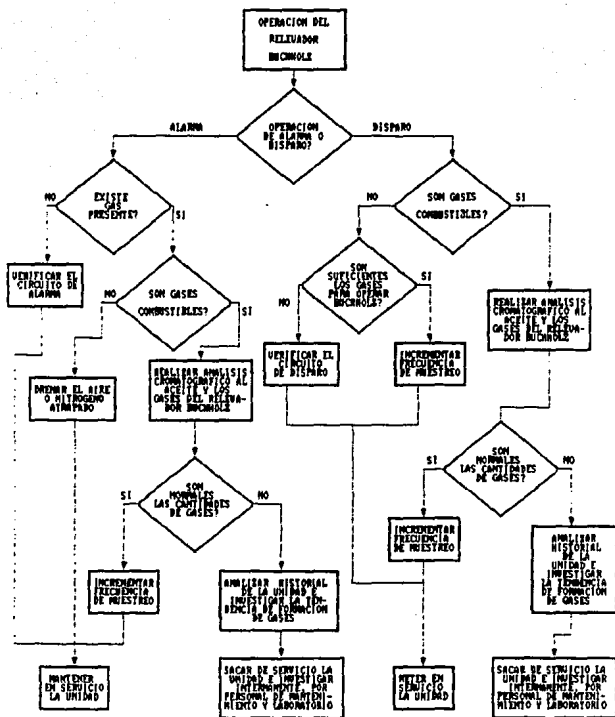 OPERACION DEL
RELEVADOR
BUCHHOLE
ALARMA
OPERACION
DE ALARMA O
DISPARO?
DISPARO
NO
EXISTE
GAS
PRESENTE?
SI
NO
SON GASES
COMBUSTIBLES?
SI
VERIFICAR EL
CIRCUITO DE
ALARMA
NO
SON GASES
COMBUSTIBLES?
SI
NO
SON
SUFICIENTES
LOS GASES
PARA OPERAR
BUCHHOLE?
SI
REALIZAR ANALISIS
CROMATOGRAFICO AL
ACEITE Y LOS
GASES DEL RELEVA-
DOR BUCHHOLE
DRENAR EL AIRE
O NITROGENO
ATRAPADO
REALIZAR ANALISIS
CROMATOGRAFICO AL
ACEITE Y LOS
GASES DEL RELEVA-
DOR BUCHHOLE
VERIFICAR EL
CIRCUITO
DE DISPARO
INCREMENTAR
FRECUENCIA
DE MUESTREO
SI
SON
NORMALES
LAS CANTIDADES
DE GASES?
NO
SI
SON
NORMALES
LAS CANTIDADES
DE GASES?
NO
INCREMENTAR
FRECUENCIA
DE MUESTREO
ANALIZAR HISTORIAL
DE LA UNIDAD E
INVESTIGAR LA TEN-
DENCIA DE FORMACION
DE GASES
INCREMENTAR
FRECUENCIA
DE MUESTREO
ANALIZAR
HISTORIAL
DE LA
UNIDAD E
INVESTIGAR
LA TENDENCIA
DE FORMACION
DE GASES
MANTENER
EN SERVICIO
LA UNIDAD
SACAR DE SERVICIO LA
UNIDAD E INVESTIGAR
INTERNAMENTE, POR
PERSONAL DE MANTENI-
MIENTO Y LABORATORIO
METER EN
SERVICIO
LA UNIDAD
SACAR DE SERVICIO LA
UNIDAD E INVESTIGAR
INTERNAMENTE, POR
PERSONAL DE MANTENI-
MIENTO Y LABORATORIO